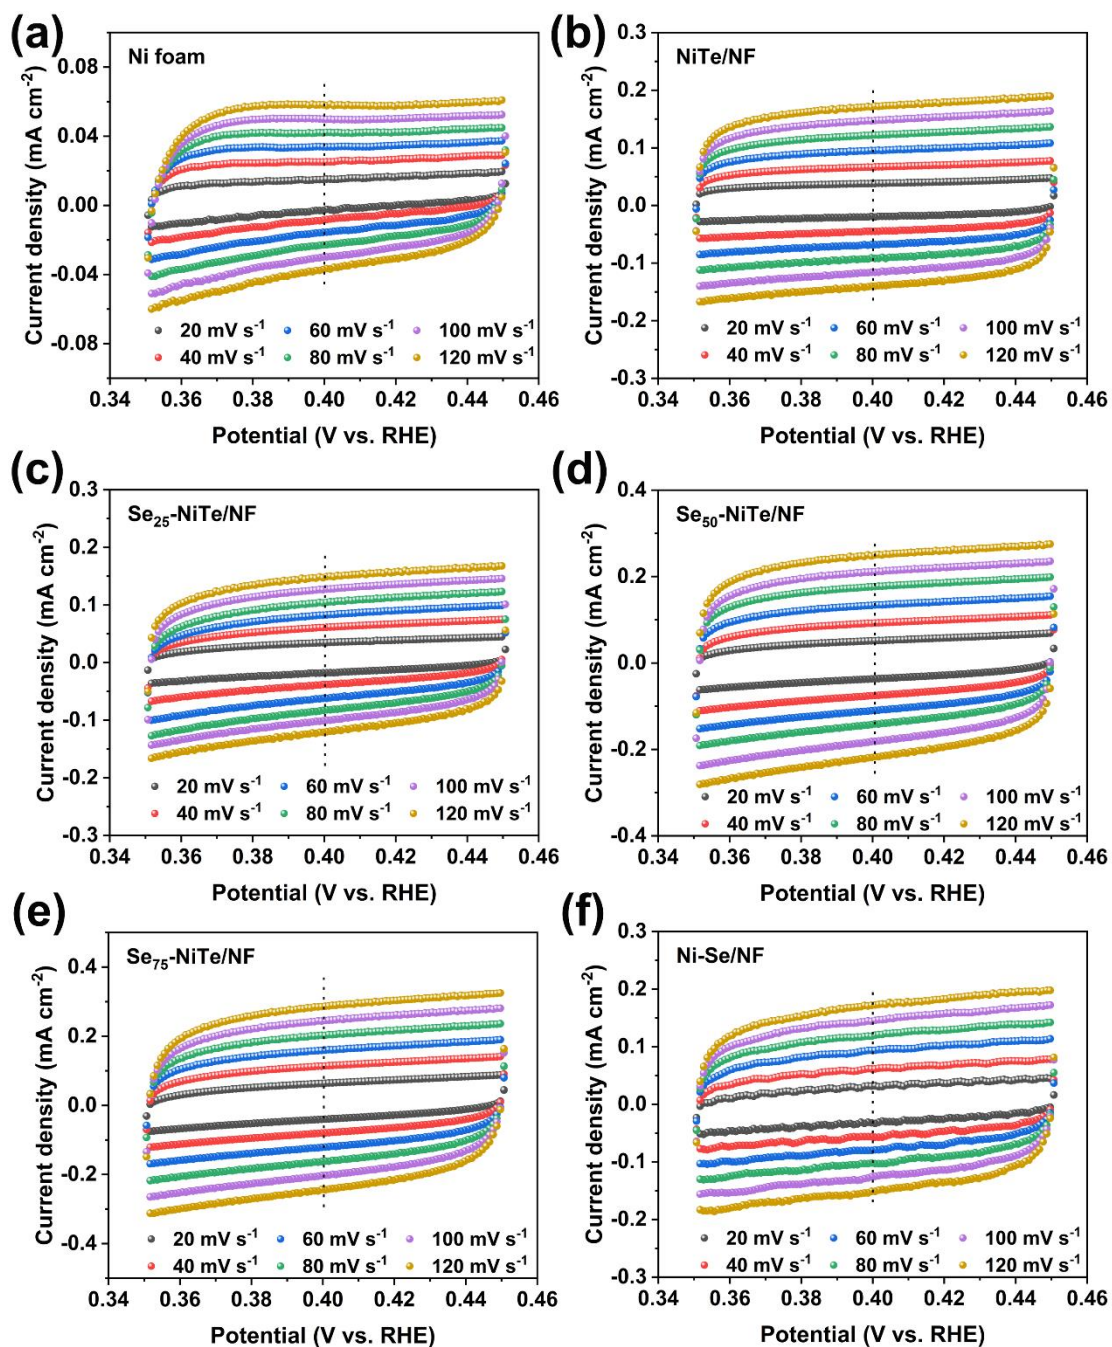 (a)
Ni foam
Current density (mA cm⁻²)
0.08
0.04
0.00
-0.04
-0.08
20 mV s⁻¹ 60 mV s⁻¹ 100 mV s⁻¹
40 mV s⁻¹ 80 mV s⁻¹ 120 mV s⁻¹
0.34 0.36 0.38 0.40 0.42 0.44 0.46
Potential (V vs. RHE)
(b)
NiTe/NF
Current density (mA cm⁻²)
0.3
0.2
0.1
0.0
-0.1
-0.2
-0.3
20 mV s⁻¹ 60 mV s⁻¹ 100 mV s⁻¹
40 mV s⁻¹ 80 mV s⁻¹ 120 mV s⁻¹
0.34 0.36 0.38 0.40 0.42 0.44 0.46
Potential (V vs. RHE)
(c)
Se₂₅-NiTe/NF
Current density (mA cm⁻²)
0.3
0.2
0.1
0.0
-0.1
-0.2
-0.3
20 mV s⁻¹ 60 mV s⁻¹ 100 mV s⁻¹
40 mV s⁻¹ 80 mV s⁻¹ 120 mV s⁻¹
0.34 0.36 0.38 0.40 0.42 0.44 0.46
Potential (V vs. RHE)
(d)
Se₅₀-NiTe/NF
Current density (mA cm⁻²)
0.4
0.2
0.0
-0.2
-0.4
20 mV s⁻¹ 60 mV s⁻¹ 100 mV s⁻¹
40 mV s⁻¹ 80 mV s⁻¹ 120 mV s⁻¹
0.34 0.36 0.38 0.40 0.42 0.44 0.46
Potential (V vs. RHE)
(e)
Se₇₅-NiTe/NF
Current density (mA cm⁻²)
0.4
0.2
0.0
-0.2
-0.4
20 mV s⁻¹ 60 mV s⁻¹ 100 mV s⁻¹
40 mV s⁻¹ 80 mV s⁻¹ 120 mV s⁻¹
0.34 0.36 0.38 0.40 0.42 0.44 0.46
Potential (V vs. RHE)
(f)
Ni-Se/NF
Current density (mA cm⁻²)
0.3
0.2
0.1
0.0
-0.1
-0.2
-0.3
20 mV s⁻¹ 60 mV s⁻¹ 100 mV s⁻¹
40 mV s⁻¹ 80 mV s⁻¹ 120 mV s⁻¹
0.34 0.36 0.38 0.40 0.42 0.44 0.46
Potential (V vs. RHE)